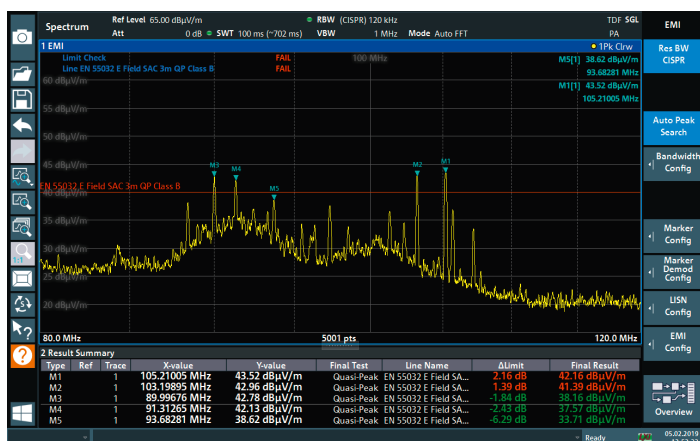 Spectrum
Ref Level 65.00 dBµV/m
RBW (CISPR) 120 kHz
TDF SGL
Att 0 dB SWT 100 ms (~702 ms) VBW 1 MHz Mode Auto FFT PA
1 EMI
1Pk Clrw
Limit Check FAIL
100 MHz
M5[1] 38.62 dBµV/m
Line EN 55032 E Field SAC 3m QP Class B FAIL
93.68281 MHz
60 dBµV/m
M1[1] 43.52 dBµV/m
105.21005 MHz
55 dBµV/m
50 dBµV/m
45 dBµV/m
M3
M4
M5
M2
M1
EN 55032 E Field SAC 3m QP Class B
40 dBµV/m
35 dBµV/m
30 dBµV/m
25 dBµV/m
20 dBµV/m
80.0 MHz 5001 pts 120.0 MHz
2 Result Summary
Type Ref Trace X-value Y-value Final Test Line Name ΔLimit Final Result
M1 1 105.21005 MHz 43.52 dBµV/m Quasi-Peak EN 55032 E Field SA... 2.16 dB 42.16 dBµV/m
M2 1 103.19895 MHz 42.96 dBµV/m Quasi-Peak EN 55032 E Field SA... 1.39 dB 41.39 dBµV/m
M3 1 89.99676 MHz 42.78 dBµV/m Quasi-Peak EN 55032 E Field SA... -1.84 dB 38.16 dBµV/m
M4 1 91.31265 MHz 42.13 dBµV/m Quasi-Peak EN 55032 E Field SA... -2.43 dB 37.57 dBµV/m
M5 1 93.68281 MHz 38.62 dBµV/m Quasi-Peak EN 55032 E Field SA... -6.29 dB 33.71 dBµV/m
Ready
05.02.2019
EMI
Res BW
CISPR
Auto Peak
Search
Bandwidth
Config
Marker
Config
Marker
Demod
Config
LISN
Config
EMI
Config
Overview
1:1